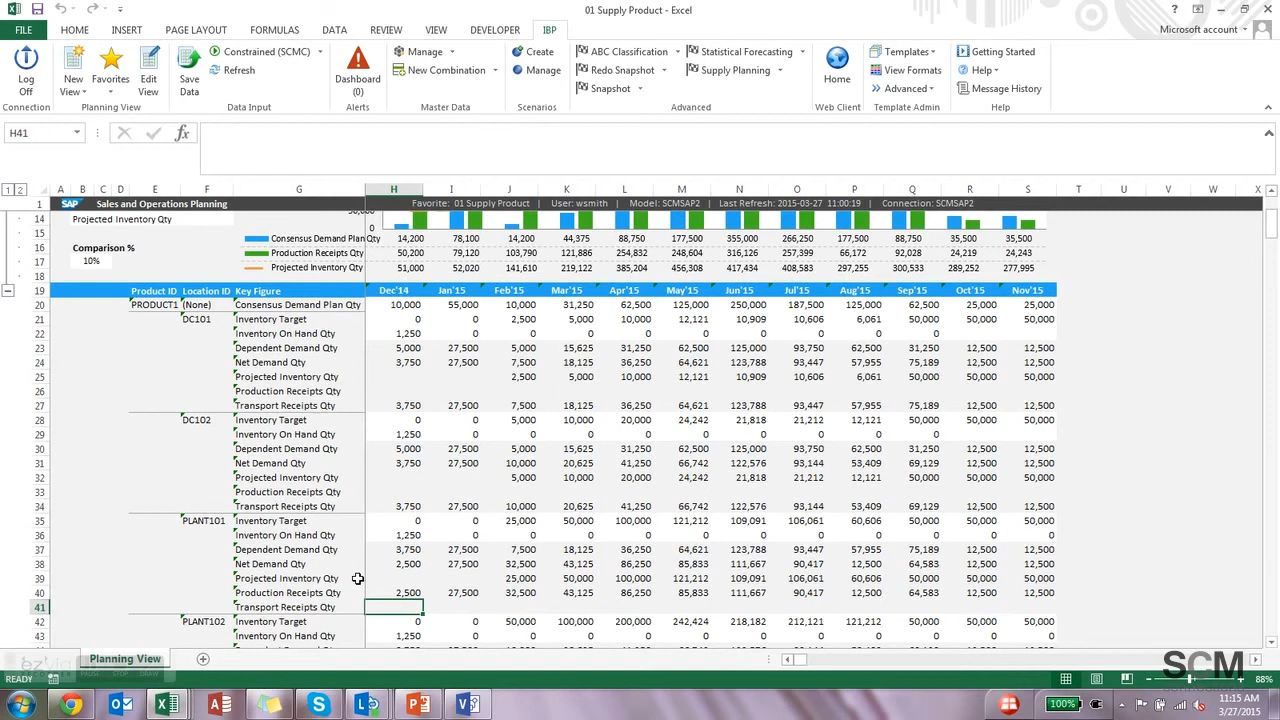 01 Supply Product - Excel
?
FILE HOME INSERT PAGE LAYOUT FORMULAS DATA REVIEW VIEW DEVELOPER IBP Microsoft account
Log Off New View Favorites Edit View Save Data Constrained (SCMC) Refresh Dashboard (0) Manage New Combination Create Manage ABC Classification Redo Snapshot Snapshot Statistical Forecasting Supply Planning Home Templates View Formats Advanced Getting Started Help Message History
Connection Planning View Data Input Alerts Master Data Scenarios Advanced Web Client Template Admin Help
H41 fx
1 2 A B C D E F G H I J K L M N O P Q R S T U V W X
1 SAP Sales and Operations Planning Favorite: 01 Supply Product | User: wsmith | Model: SCMSAP2 | Last Refresh: 2015-03-27 11:00:19 | Connection: SCMSAP2
14 Projected Inventory Qty 0
15 Consensus Demand Plan Qty 14,200 78,100 14,200 44,375 88,750 177,500 355,000 266,250 177,500 88,750 35,500 35,500
16 Comparison % Production Receipts Qty 50,200 79,120 103,790 121,886 248,604 316,126 257,369 66,172 92,028 24,219 24,243
17 10% Projected Inventory Qty 51,000 52,020 141,610 219,122 385,204 456,308 417,434 408,583 297,255 300,533 289,252 277,995
18
19 Product ID Location ID Key Figure Dec'14 Jan'15 Feb'15 Mar'15 Apr'15 May'15 Jun'15 Jul'15 Aug'15 Sep'15 Oct'15 Nov'15
20 PRODUCT1 (None) Consensus Demand Plan Qty 10,000 55,000 10,000 31,250 62,500 125,000 250,000 187,500 125,000 62,500 25,000 25,000
21 DC101 Inventory Target 0 0 2,500 5,000 10,000 12,121 10,909 10,606 6,061 50,000 50,000 50,000
22 Inventory On Hand Qty 1,250 0 0 0 0 0 0 0 0 0
23 Dependent Demand Qty 5,000 27,500 5,000 15,625 31,250 62,500 125,000 93,750 62,500 31,250 12,500 12,500
24 Net Demand Qty 3,750 27,500 7,500 18,125 36,250 64,621 123,788 93,447 57,955 75,189 12,500 12,500
25 Projected Inventory Qty 2,500 5,000 10,000 12,121 10,909 10,606 6,061 50,000 50,000 50,000
26 Production Receipts Qty
27 Transport Receipts Qty 3,750 27,500 7,500 18,125 36,250 64,621 123,788 93,447 57,955 75,189 12,500 12,500
28 DC102 Inventory Target 0 0 5,000 10,000 20,000 24,242 21,818 21,212 12,121 50,000 50,000 50,000
29 Inventory On Hand Qty 1,250 0 0 0 0 0 0 0 0 0 0 0
30 Dependent Demand Qty 5,000 27,500 5,000 15,625 31,250 62,500 125,000 93,750 62,500 31,250 12,500 12,500
31 Net Demand Qty 3,750 27,500 10,000 20,625 41,250 66,742 122,576 93,144 53,409 69,129 12,500 12,500
32 Projected Inventory Qty 5,000 10,000 20,000 24,242 21,818 21,212 12,121 50,000 50,000 50,000
33 Production Receipts Qty
34 Transport Receipts Qty 3,750 27,500 10,000 20,625 41,250 66,742 122,576 93,144 53,409 69,129 12,500 12,500
35 PLANT101 Inventory Target 0 0 25,000 50,000 100,000 121,212 109,091 106,061 60,606 50,000 50,000 50,000
36 Inventory On Hand Qty 1,250 0 0 0 0 0 0 0 0 0 0 0
37 Dependent Demand Qty 3,750 27,500 7,500 18,125 36,250 64,621 123,788 93,447 57,955 75,189 12,500 12,500
38 Net Demand Qty 2,500 27,500 32,500 43,125 86,250 85,833 111,667 90,417 12,500 64,583 12,500 12,500
39 Projected Inventory Qty 25,000 50,000 100,000 121,212 109,091 106,061 60,606 50,000 50,000 50,000
40 Production Receipts Qty 2,500 27,500 32,500 43,125 86,250 85,833 111,667 90,417 12,500 64,583 12,500 12,500
41 Transport Receipts Qty
42 PLANT102 Inventory Target 0 0 50,000 100,000 200,000 242,424 218,182 212,121 121,212 50,000 50,000 50,000
43 Inventory On Hand Qty 1,250 0 0 0 0 0 0 0 0 0 0 0
Planning View
SCM
READY 88%
100% 11:15 AM
3/27/2015